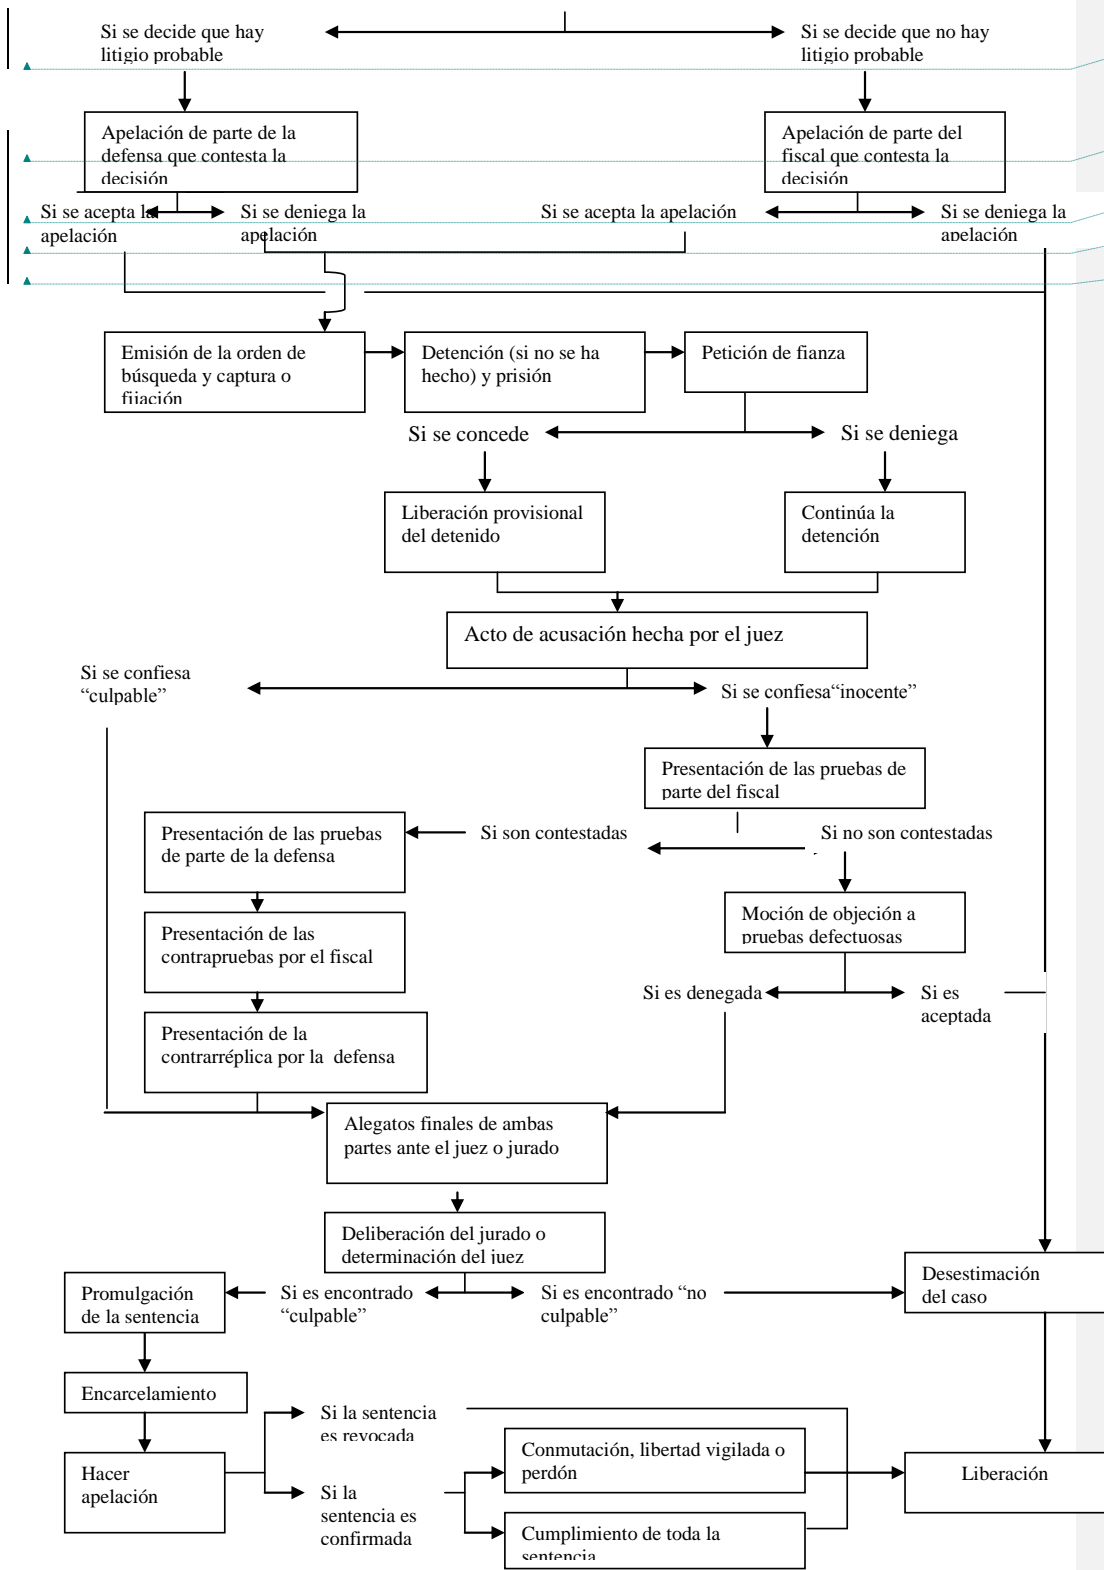 Si se decide que hay
litigio probable
Si se decide que no hay
litigio probable
Apelación de parte de la
defensa que contesta la
decisión
Apelación de parte del
fiscal que contesta la
decisión
Si se acepta la
apelación
Si se deniega la
apelación
Si se acepta la apelación
Si se deniega la
apelación
Emisión de la orden de
búsqueda y captura o
fijación
Detención (si no se ha
hecho) y prisión
Petición de fianza
Si se concede
Si se deniega
Liberación provisional
del detenido
Continúa la
detención
Acto de acusación hecha por el juez
Si se confiesa
“culpable”
Si se confiesa“inocente”
Presentación de las pruebas de
parte del fiscal
Presentación de las pruebas
de parte de la defensa
Si son contestadas
Si no son contestadas
Presentación de las
contrapruebas por el fiscal
Moción de objeción a
pruebas defectuosas
Si es denegada
Si es
aceptada
Presentación de la
contrarréplica por la defensa
Alegatos finales de ambas
partes ante el juez o jurado
Deliberación del jurado o
determinación del juez
Promulgación
de la sentencia
Si es encontrado
“culpable”
Si es encontrado “no
culpable”
Desestimación
del caso
Encarcelamiento
Si la sentencia
es revocada
Hacer
apelación
Conmutación, libertad vigilada o
perdón
Liberación
Si la
sentencia es
confirmada
Cumplimiento de toda la
sentencia